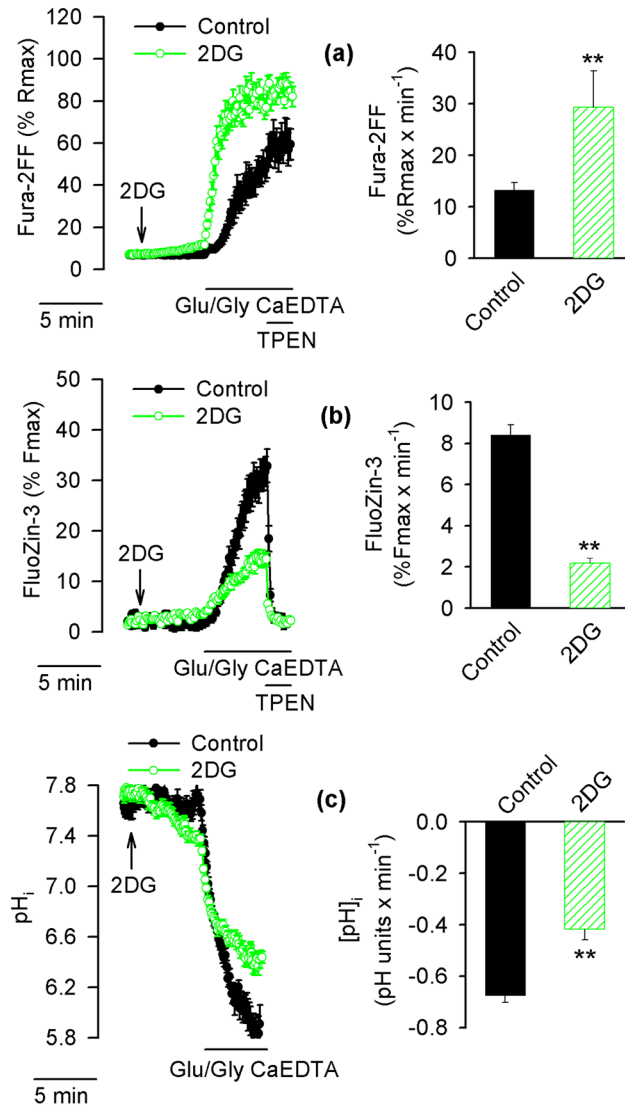 Control
2DG
(a)
Fura-2FF (% Rmax)
120
100
80
60
40
20
0
2DG
5 min
Glu/Gly CaEDTA
TPEN
Fura-2FF
(%Rmax x min⁻¹)
40
30
20
10
0
**
Control
2DG
Control
2DG
(b)
FluoZin-3 (% Fmax)
50
40
30
20
10
0
2DG
5 min
Glu/Gly CaEDTA
TPEN
FluoZin-3
(%Fmax x min⁻¹)
10
8
6
4
2
0
**
Control
2DG
Control
2DG
(c)
pHi
7.8
7.4
7.0
6.6
6.2
5.8
2DG
5 min
Glu/Gly CaEDTA
[pH]i
(pH units x min⁻¹)
Control
2DG
0.0
-0.2
-0.4
-0.6
-0.8
**